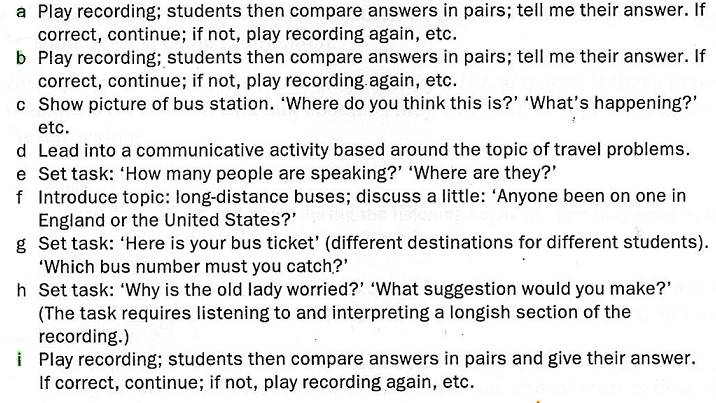 a Play recording; students then compare answers in pairs; tell me their answer. If
correct, continue; if not, play recording again, etc.
b Play recording; students then compare answers in pairs; tell me their answer. If
correct, continue; if not, play recording again, etc.
c Show picture of bus station. ‘Where do you think this is?’ ‘What’s happening?’
etc.
d Lead into a communicative activity based around the topic of travel problems.
e Set task: ‘How many people are speaking?’ ‘Where are they?’
f Introduce topic: long-distance buses; discuss a little: ‘Anyone been on one in
England or the United States?’
g Set task: ‘Here is your bus ticket’ (different destinations for different students).
‘Which bus number must you catch?’
h Set task: ‘Why is the old lady worried?’ ‘What suggestion would you make?’
(The task requires listening to and interpreting a longish section of the
recording.)
i Play recording; students then compare answers in pairs and give their answer.
If correct, continue; if not, play recording again, etc.